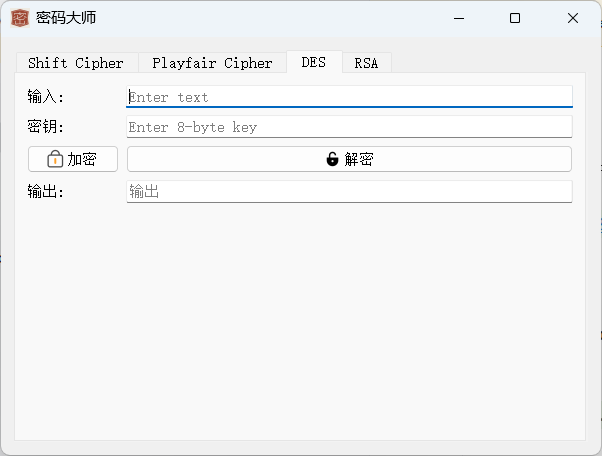 密码大师
Shift Cipher Playfair Cipher DES RSA
输入: Enter text
密钥: Enter 8-byte key
加密 解密
输出: 输出